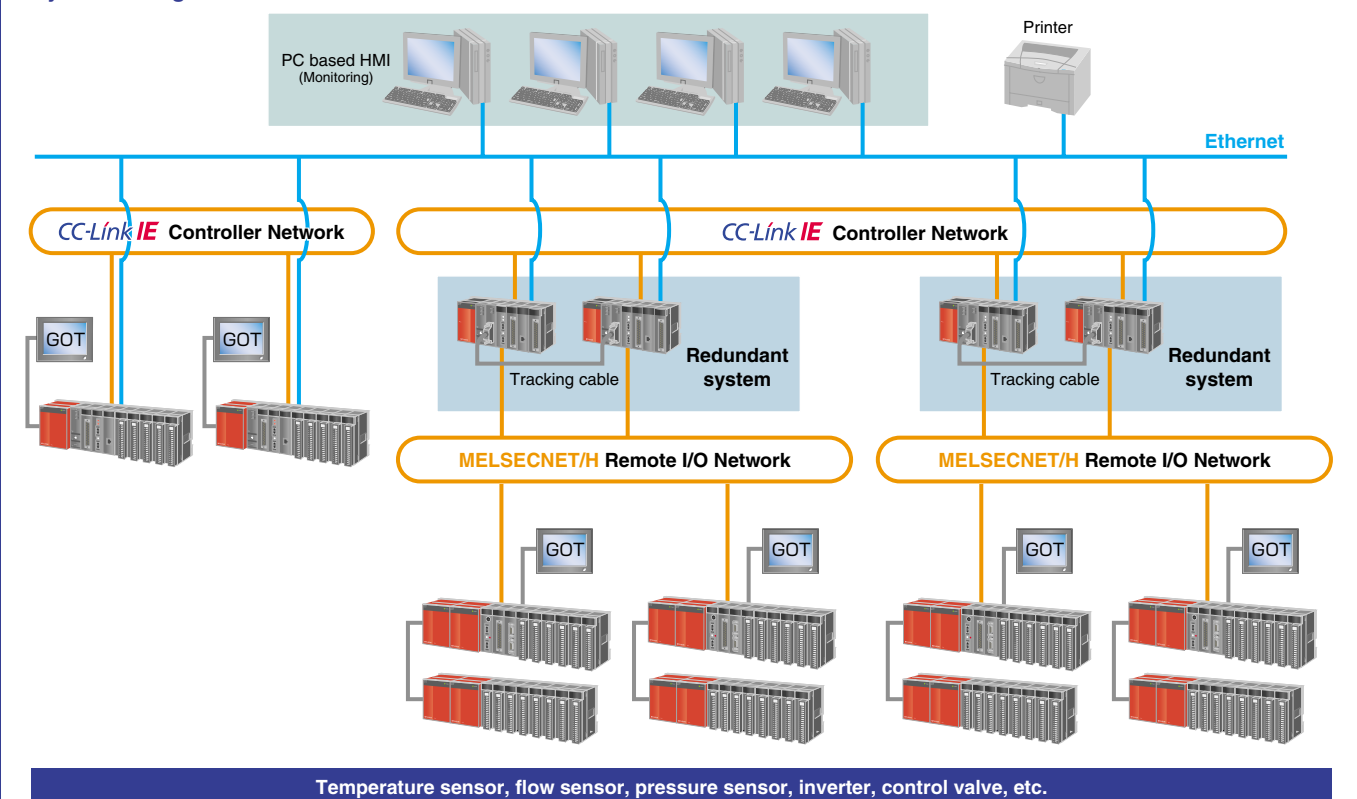 Printer
PC based HMI
(Monitoring)
Ethernet
CC-Link IE Controller Network
CC-Link IE Controller Network
GOT
GOT
Redundant
system
Tracking cable
Redundant
system
Tracking cable
MELSECNET/H Remote I/O Network
MELSECNET/H Remote I/O Network
GOT
GOT
GOT
GOT
Temperature sensor, flow sensor, pressure sensor, inverter, control valve, etc.